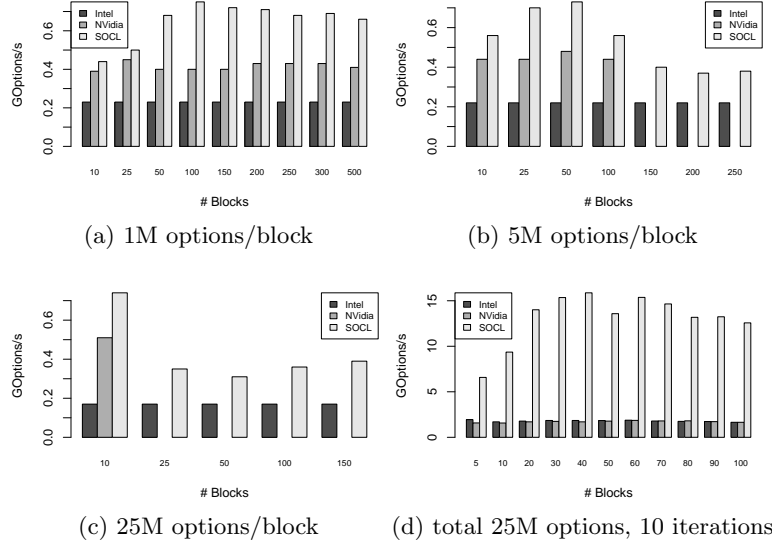 GOptions/s
0.0 0.2 0.4 0.6
Intel
NVidia
SOCL
10 25 50 100 150 200 250 300 500
# Blocks
(a) 1M options/block
GOptions/s
0.0 0.2 0.4 0.6
Intel
NVidia
SOCL
10 25 50 100 150 200 250
# Blocks
(b) 5M options/block
GOptions/s
0.0 0.2 0.4 0.6
Intel
NVidia
SOCL
10 25 50 100 150
# Blocks
(c) 25M options/block
GOptions/s
0 5 10 15
Intel
NVidia
SOCL
5 10 20 30 40 50 60 70 80 90 100
# Blocks
(d) total 25M options, 10 iterations